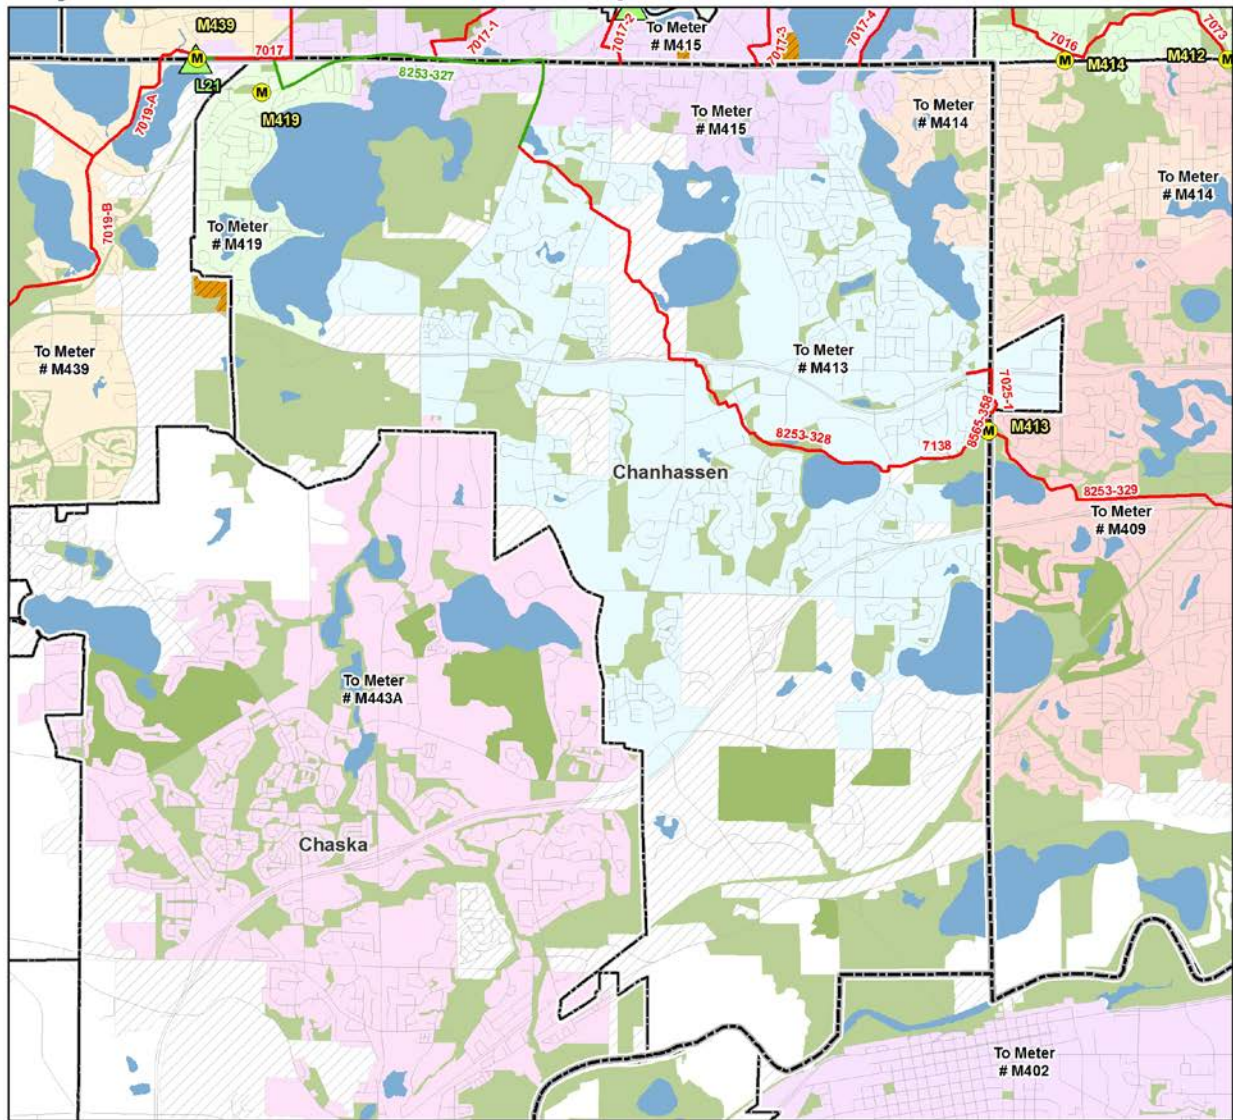 M439
7017
7017-1
7017-2
To Meter
# M415
7017-3
7017-4
7016
7073
M414
M412
L21
8253-327
M
M
M
M
M419
7019-A
To Meter
# M415
To Meter
# M414
To Meter
# M414
7019-B
To Meter
# M419
To Meter
# M439
To Meter
# M413
7025-1
8565-358
M
M413
8253-328
7138
Chanhassen
8253-329
To Meter
# M409
To Meter
# M443A
Chaska
To Meter
# M402